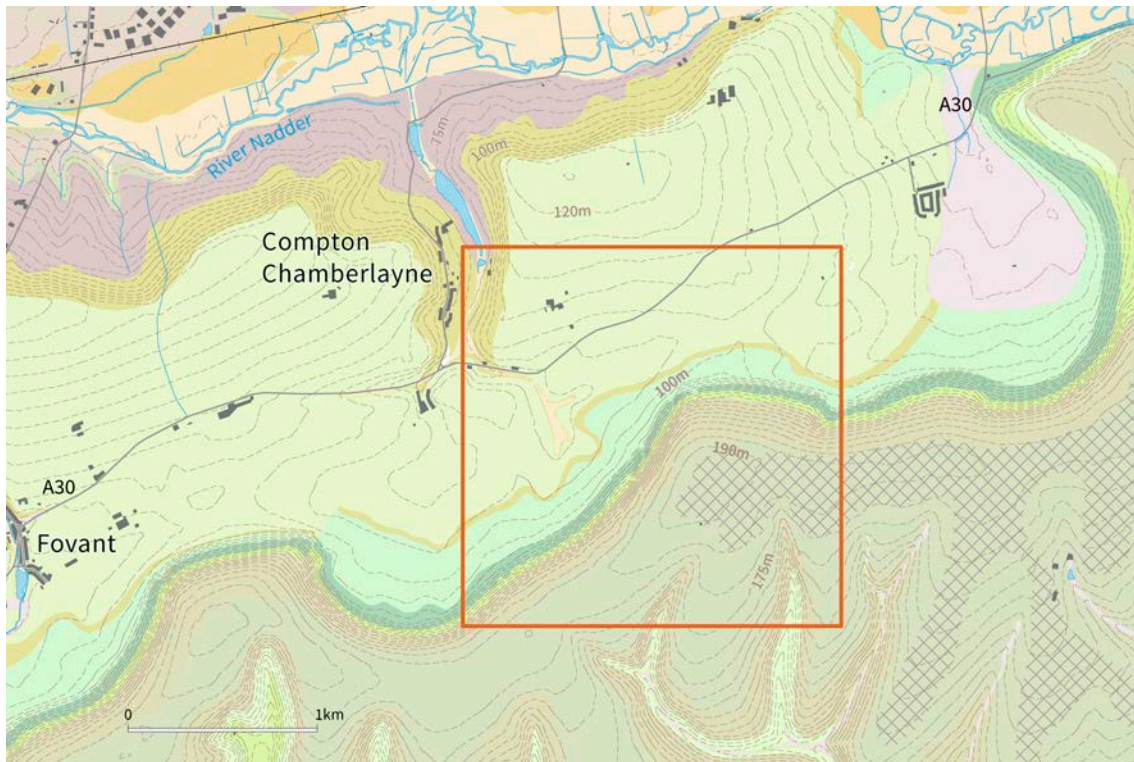 A30
75m
River Nadder
100m
120m
Compton
Chamberlayne
100m
190m
A30
Fovant
175m
0
1km